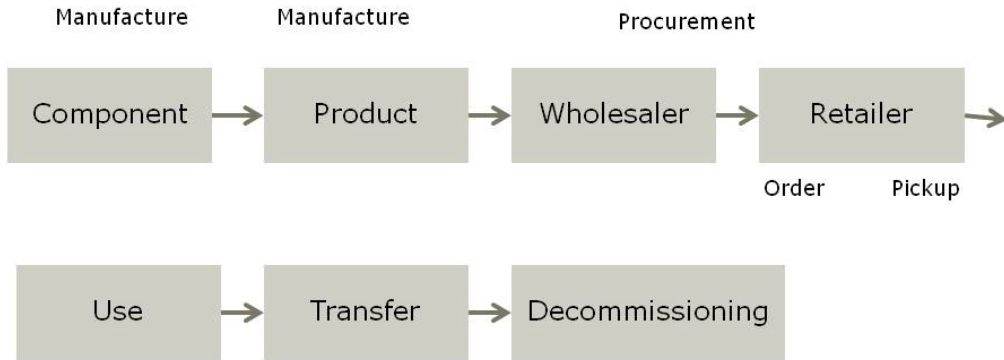 Manufacture Manufacture Procurement
Component Product Wholesaler Retailer
Order Pickup
Use Transfer Decommissioning